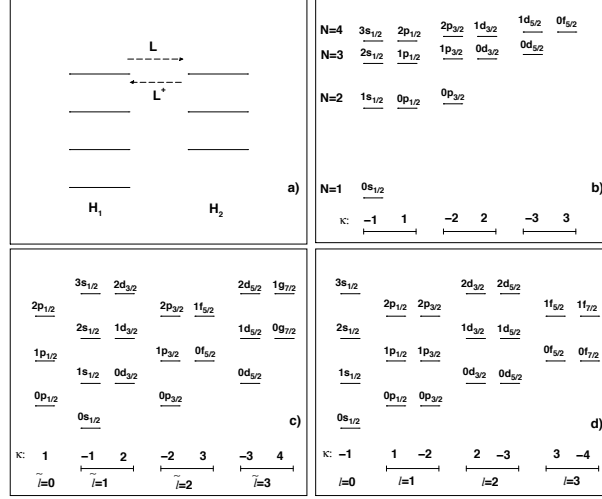 L
L+
H1
H2
a)
N=4 3s1/2 2p1/2 2p3/2 1d3/2 1d5/2 0f5/2
N=3 2s1/2 1p1/2 1p3/2 0d3/2 0d5/2
N=2 1s1/2 0p1/2 0p3/2
N=1 0s1/2
b)
κ: −1 1 −2 2 −3 3
3s1/2 2d3/2 2d5/2 1g7/2
2p1/2 2p3/2 1f5/2
2s1/2 1d3/2 1d5/2 0g7/2
1p1/2 1p3/2 0f5/2
1s1/2 0d3/2 0d5/2
0p1/2 0p3/2
0s1/2
c)
κ: 1 −1 2 −2 3 −3 4
l̃=0 l̃=1 l̃=2 l̃=3
3s1/2 2d3/2 2d5/2
2p1/2 2p3/2 1f5/2 1f7/2
2s1/2 1d3/2 1d5/2
1p1/2 1p3/2 0f5/2 0f7/2
1s1/2 0d3/2 0d5/2
0p1/2 0p3/2
0s1/2
d)
κ: −1 1 −2 2 −3 3 −4
l=0 l=1 l=2 l=3